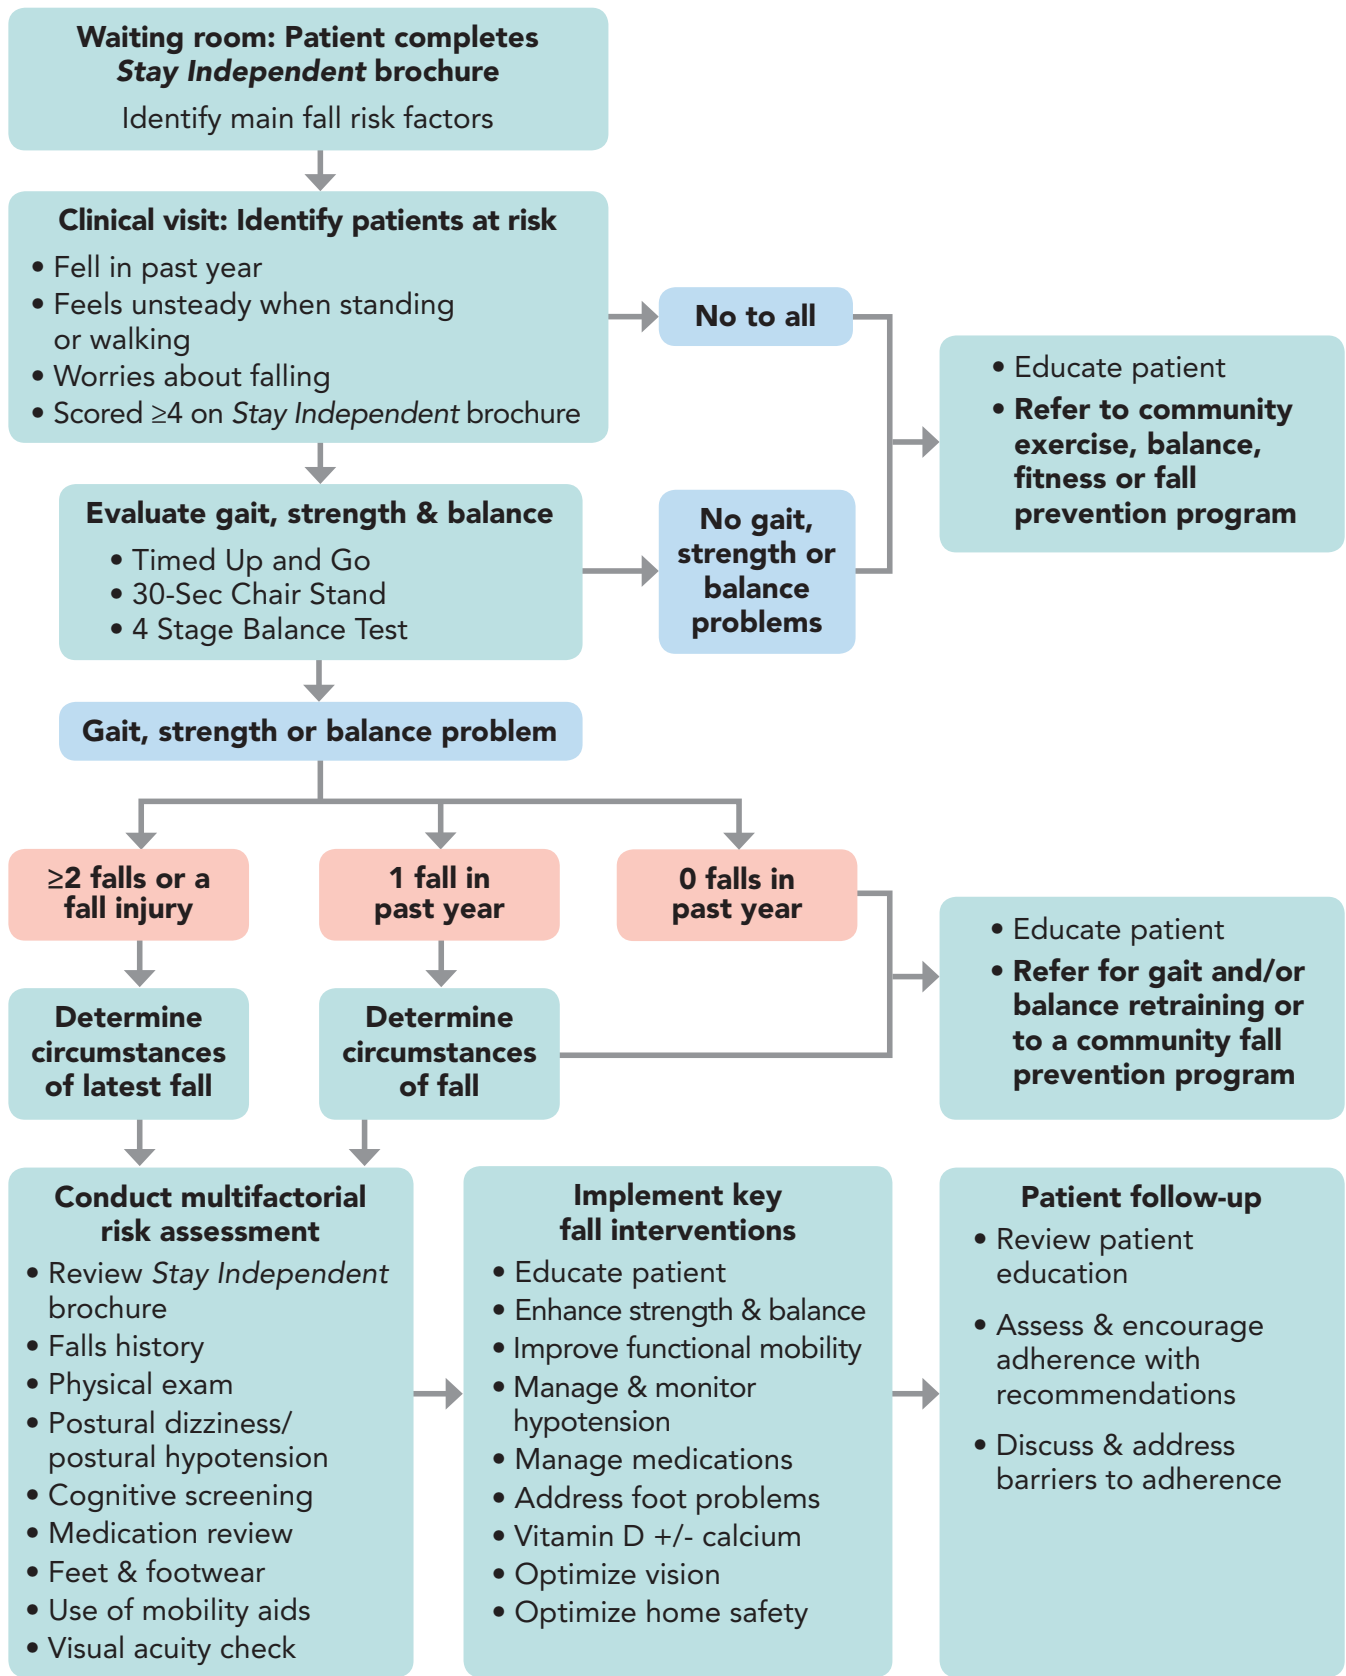 Waiting room: Patient completes
Stay Independent brochure
Identify main fall risk factors
Clinical visit: Identify patients at risk
• Fell in past year
• Feels unsteady when standing
or walking
• Worries about falling
• Scored ≥4 on Stay Independent brochure
No to all
• Educate patient
• Refer to community
exercise, balance,
fitness or fall
prevention program
Evaluate gait, strength & balance
• Timed Up and Go
• 30-Sec Chair Stand
• 4 Stage Balance Test
No gait,
strength or
balance
problems
Gait, strength or balance problem
≥2 falls or a
fall injury
1 fall in
past year
0 falls in
past year
• Educate patient
• Refer for gait and/or
balance retraining or
to a community fall
prevention program
Determine
circumstances
of latest fall
Determine
circumstances
of fall
Conduct multifactorial
risk assessment
• Review Stay Independent
brochure
• Falls history
• Physical exam
• Postural dizziness/
postural hypotension
• Cognitive screening
• Medication review
• Feet & footwear
• Use of mobility aids
• Visual acuity check
Implement key
fall interventions
• Educate patient
• Enhance strength & balance
• Improve functional mobility
• Manage & monitor
hypotension
• Manage medications
• Address foot problems
• Vitamin D +/- calcium
• Optimize vision
• Optimize home safety
Patient follow-up
• Review patient
education
• Assess & encourage
adherence with
recommendations
• Discuss & address
barriers to adherence